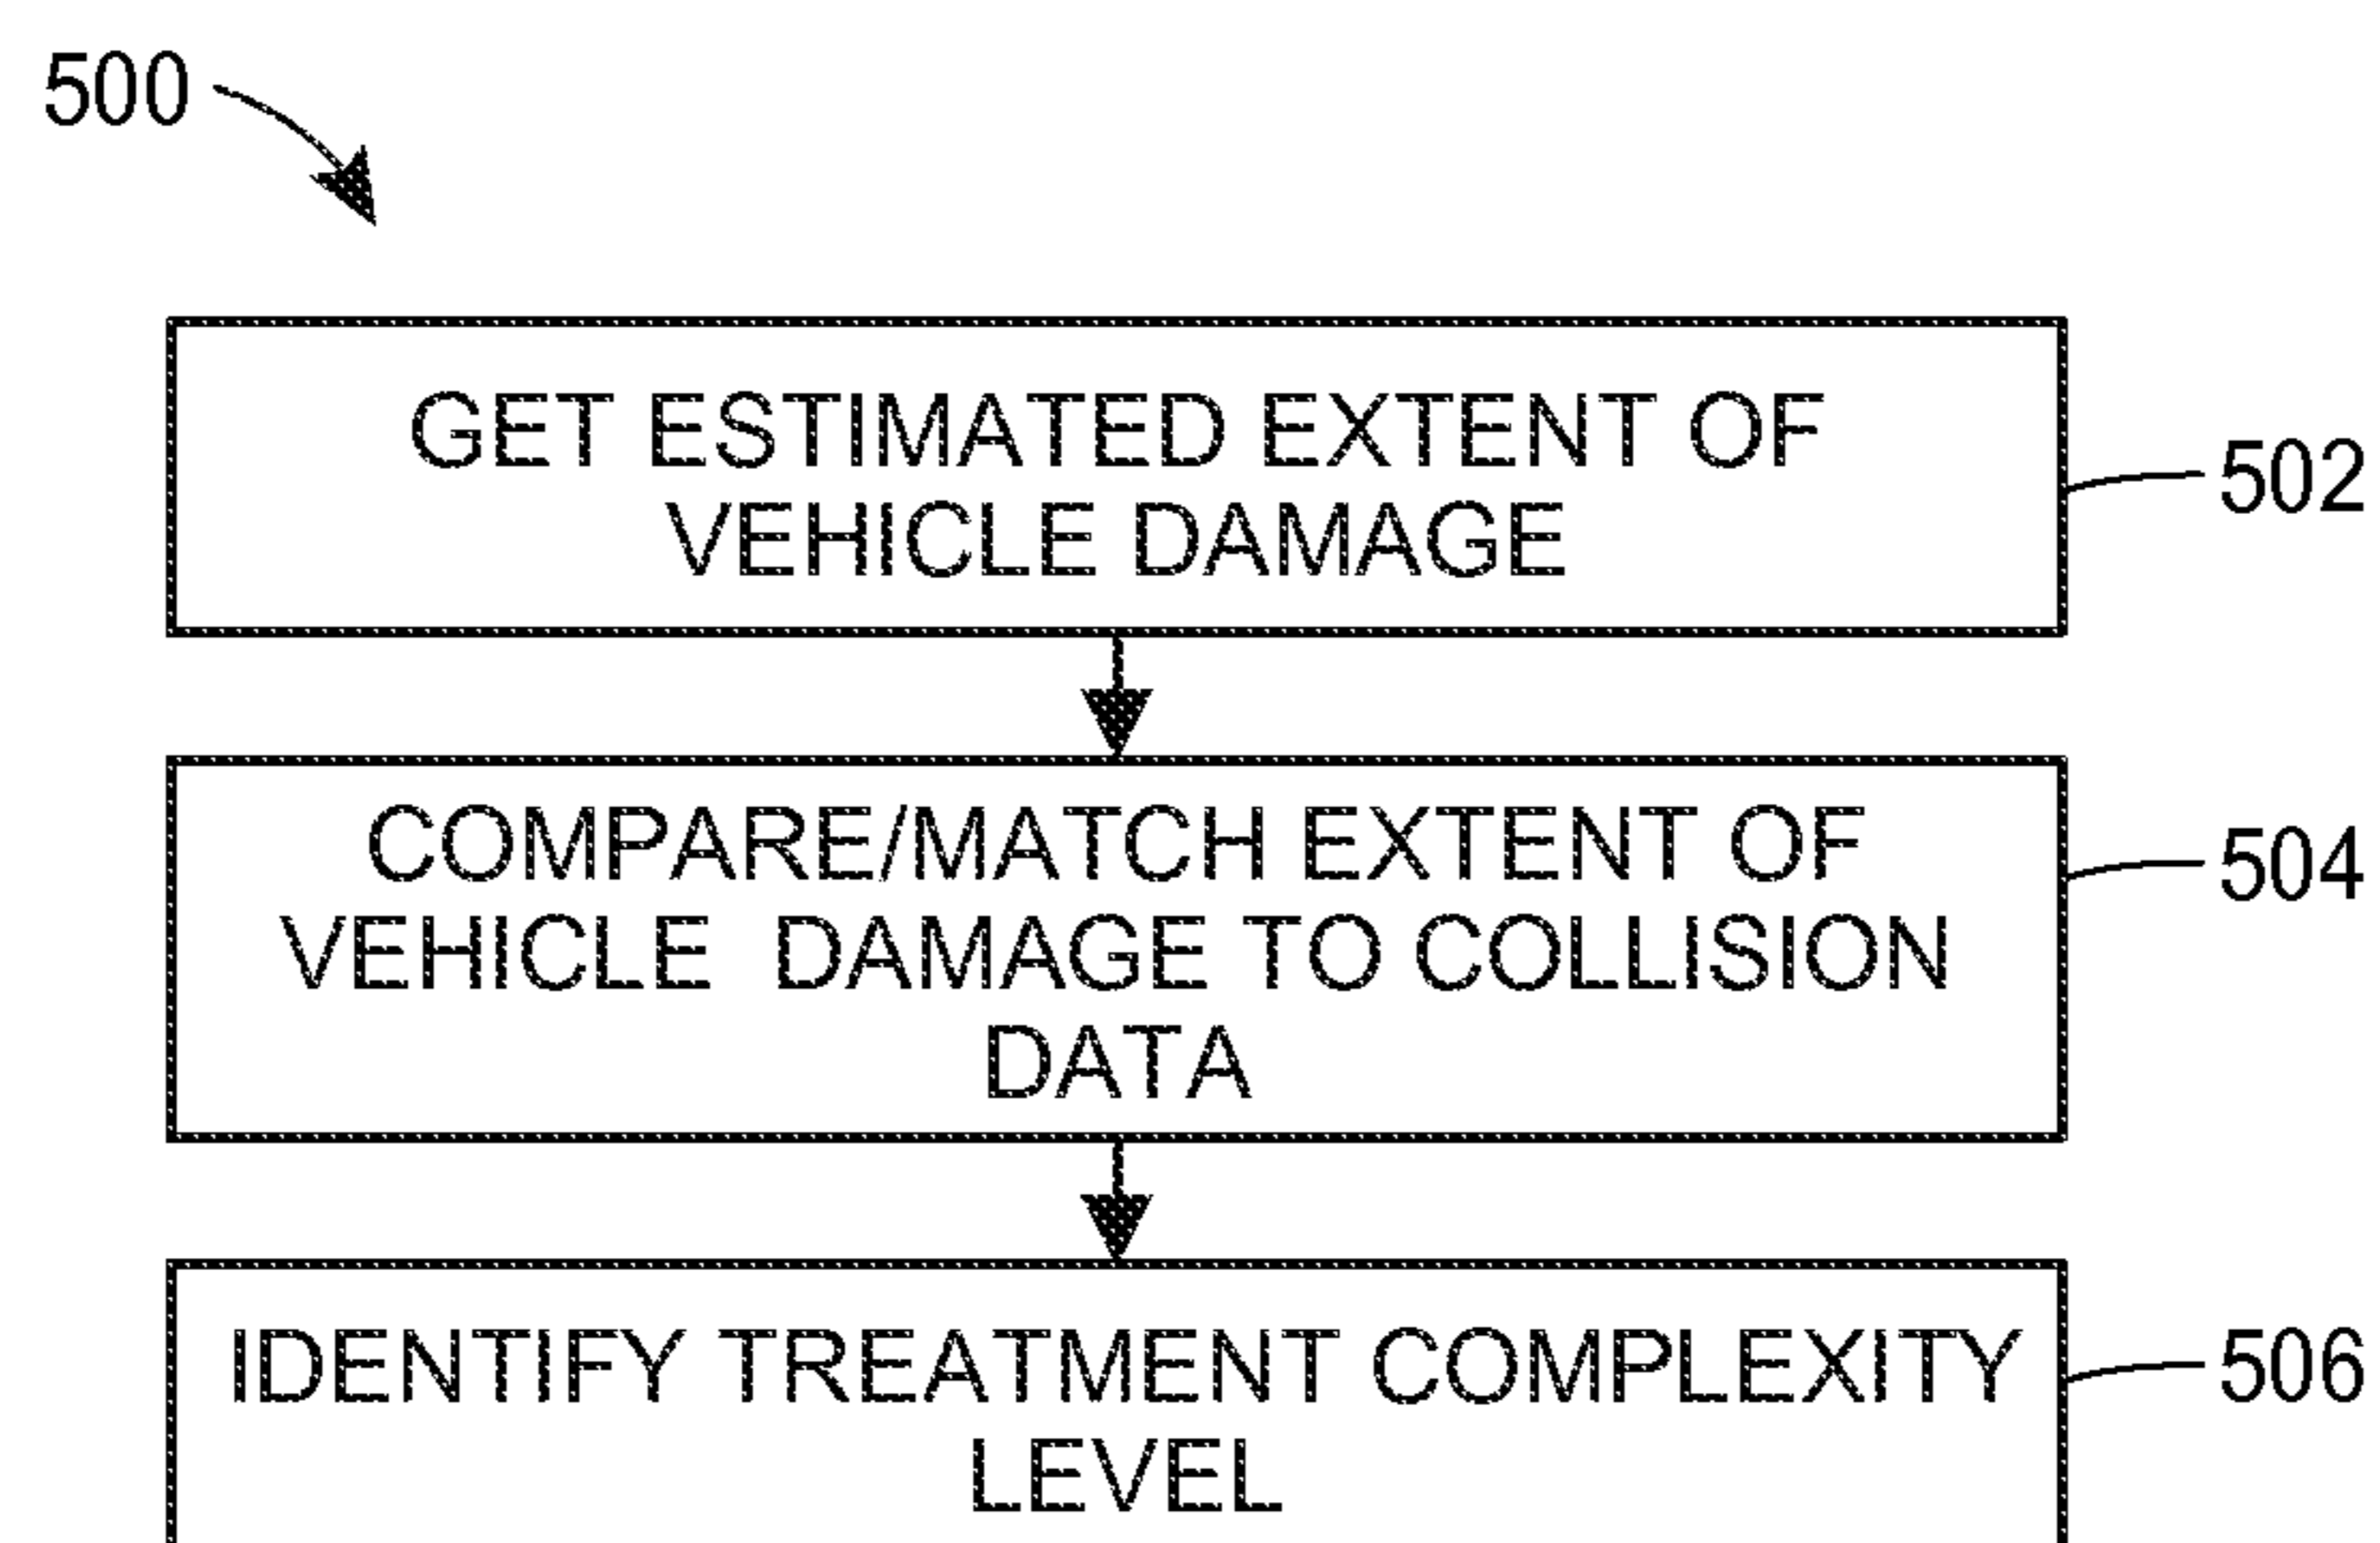 500
GET ESTIMATED EXTENT OF
VEHICLE DAMAGE
502
COMPARE/MATCH EXTENT OF
VEHICLE DAMAGE TO COLLISION
DATA
504
IDENTIFY TREATMENT COMPLEXITY
LEVEL
506